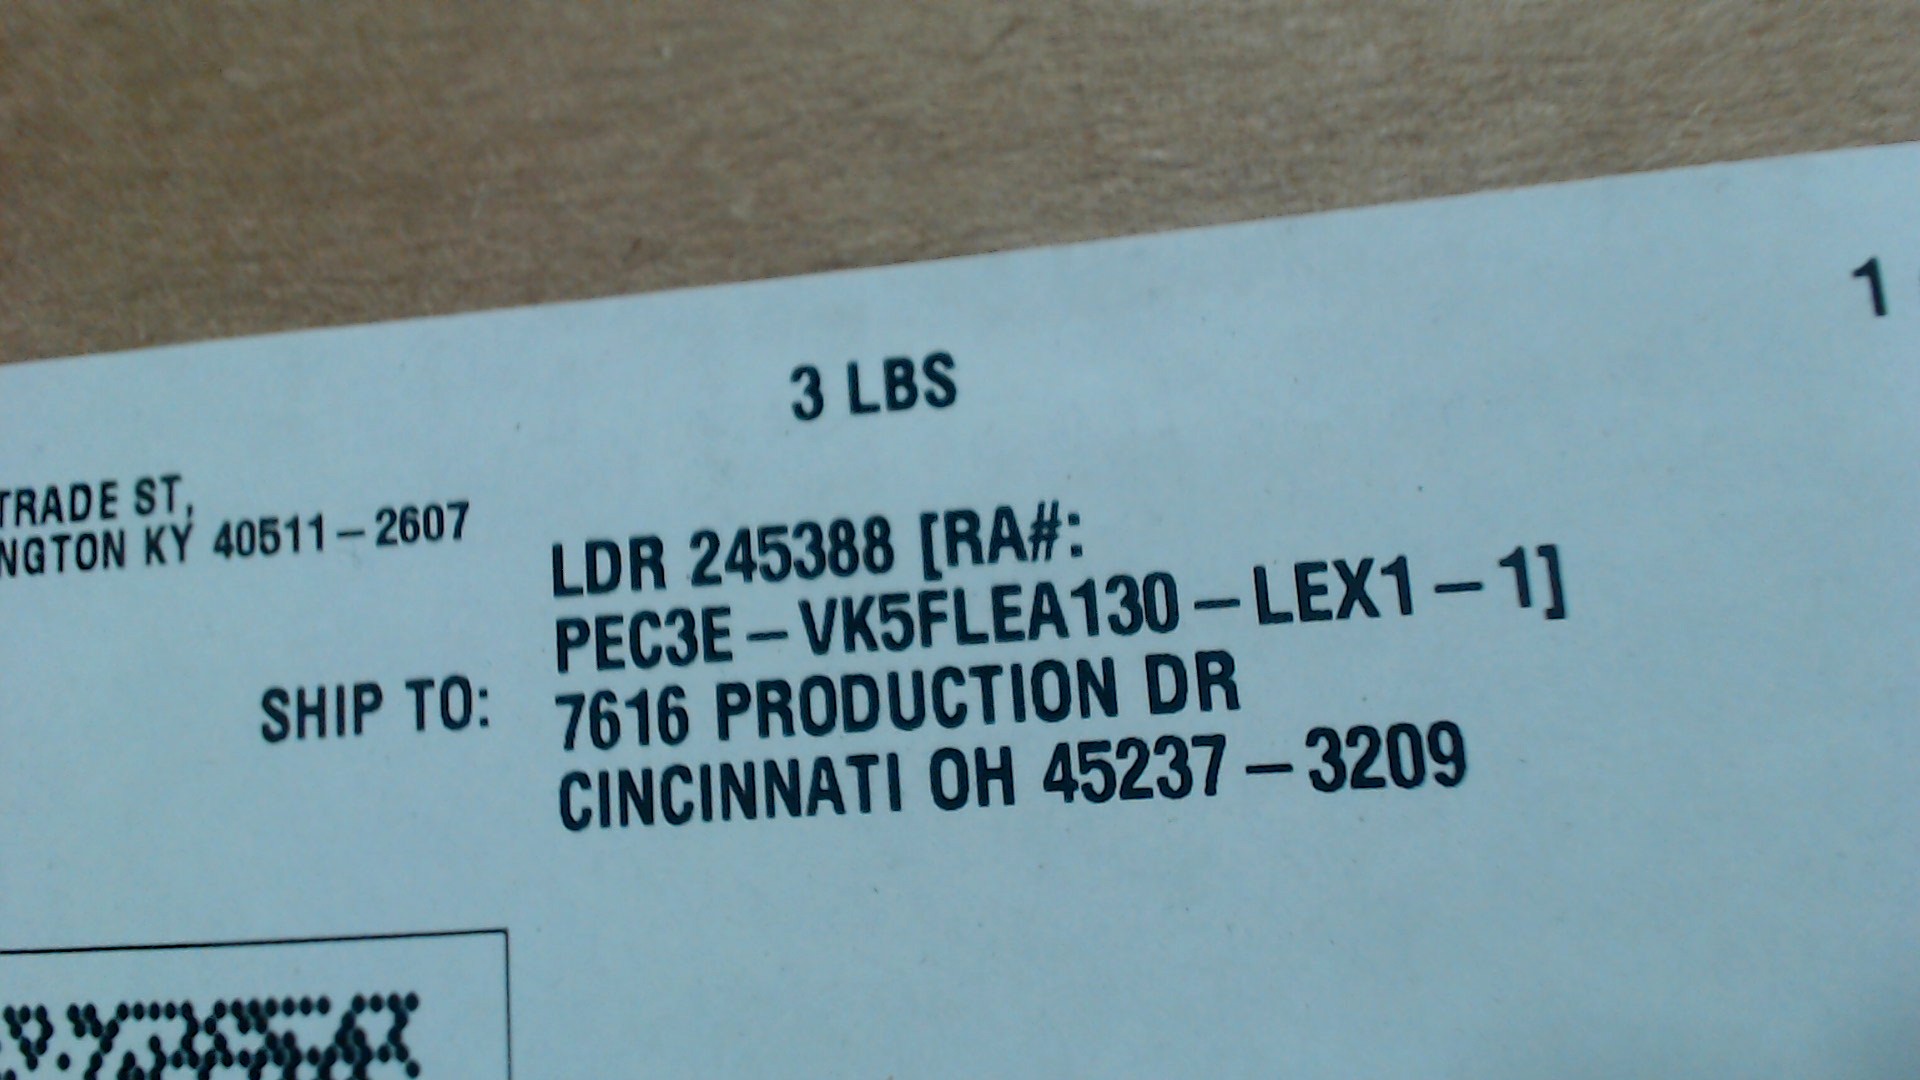 3 LBS
1
TRADE ST,
NGTON KY 40511-2607
LDR 245388 [RA#:
PEC3E-VK5FLEA130-LEX1-1]
SHIP TO:
7616 PRODUCTION DR
CINCINNATI OH 45237-3209